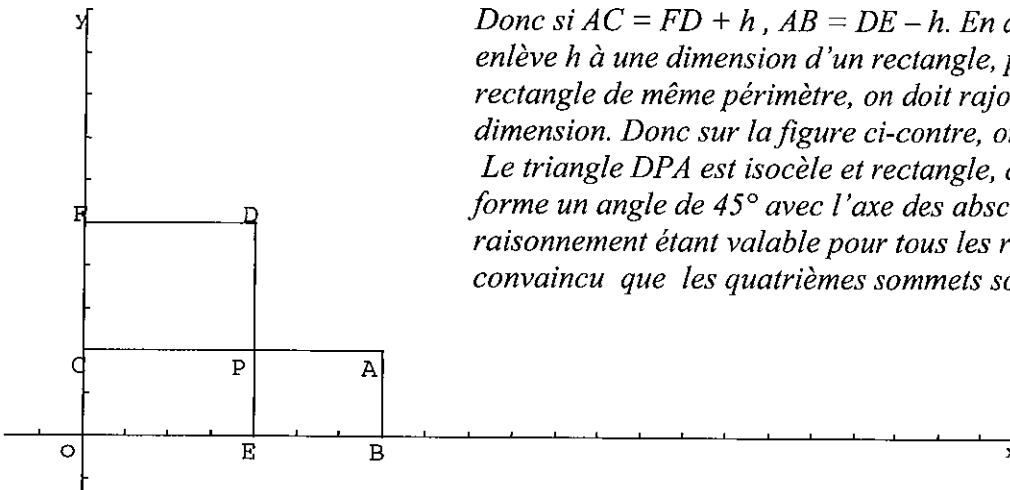 Donc si AC = FD + h , AB = DE – h. En
enlève h à une dimension d'un rectangle,
rectangle de même périmètre, on doit
dimension. Donc sur la figure ci-contre,
Le triangle DPA est isocèle et rectangle,
forme un angle de 45° avec l'axe des
raisonnement étant valable pour tous les
convaincu que les quatrièmes sommets
y
F D
C P A
O E B